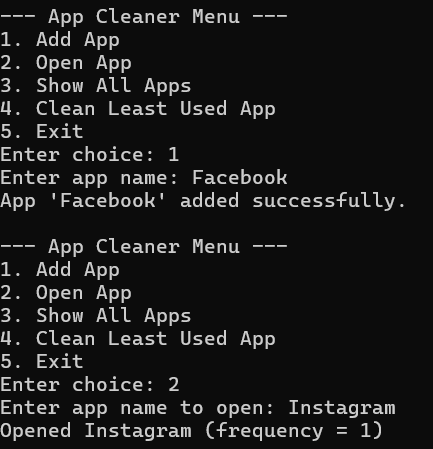 --- App Cleaner Menu ---
1. Add App
2. Open App
3. Show All Apps
4. Clean Least Used App
5. Exit
Enter choice: 1
Enter app name: Facebook
App 'Facebook' added successfully.

--- App Cleaner Menu ---
1. Add App
2. Open App
3. Show All Apps
4. Clean Least Used App
5. Exit
Enter choice: 2
Enter app name to open: Instagram
Opened Instagram (frequency = 1)